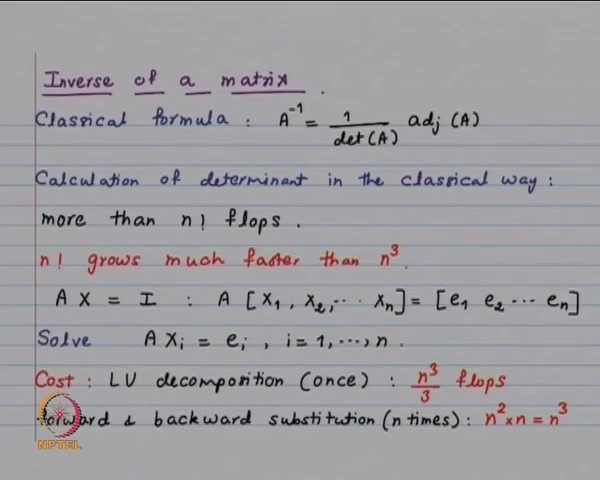 Inverse of a matrix.
Classical formula : A⁻¹ = 1/det(A) adj (A)
Calculation of determinant in the classical way :
more than n! flops.
n! grows much faster than n³.
A X = I : A [x₁, x₂, ... xₙ] = [e₁ e₂ ... eₙ]
Solve A xᵢ = eᵢ, i = 1, ..., n.
Cost : LV decomposition (once) : n³/3 flops
forward & backward substitution (n times) : n² × n = n³
NPTEL